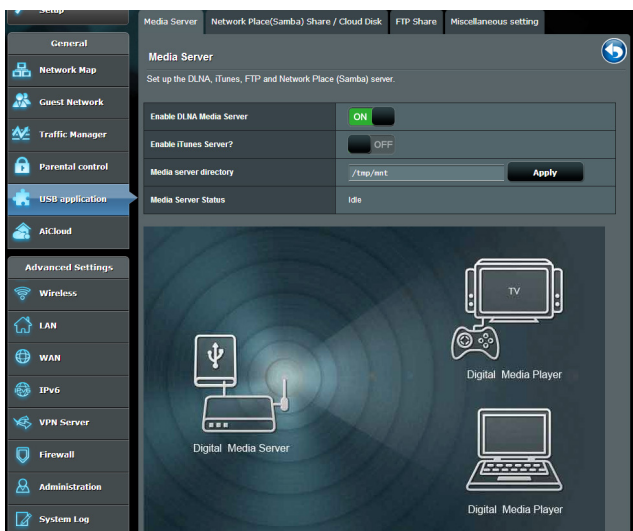 Setup
General
Network Map
Guest Network
Traffic Manager
Parental control
USB application
AiCloud
Advanced Settings
Wireless
LAN
WAN
IPv6
VPN Server
Firewall
Administration
System Log
Media Server
Network Place(Samba) Share / Cloud Disk
FTP Share
Miscellaneous setting
Media Server
Set up the DLNA, iTunes, FTP and Network Place (Samba) server.
Enable DLNA Media Server
ON
Enable iTunes Server?
OFF
Media server directory
/tmp/mnt
Apply
Media Server Status
Idle
TV
Digital Media Player
Digital Media Server
Digital Media Player